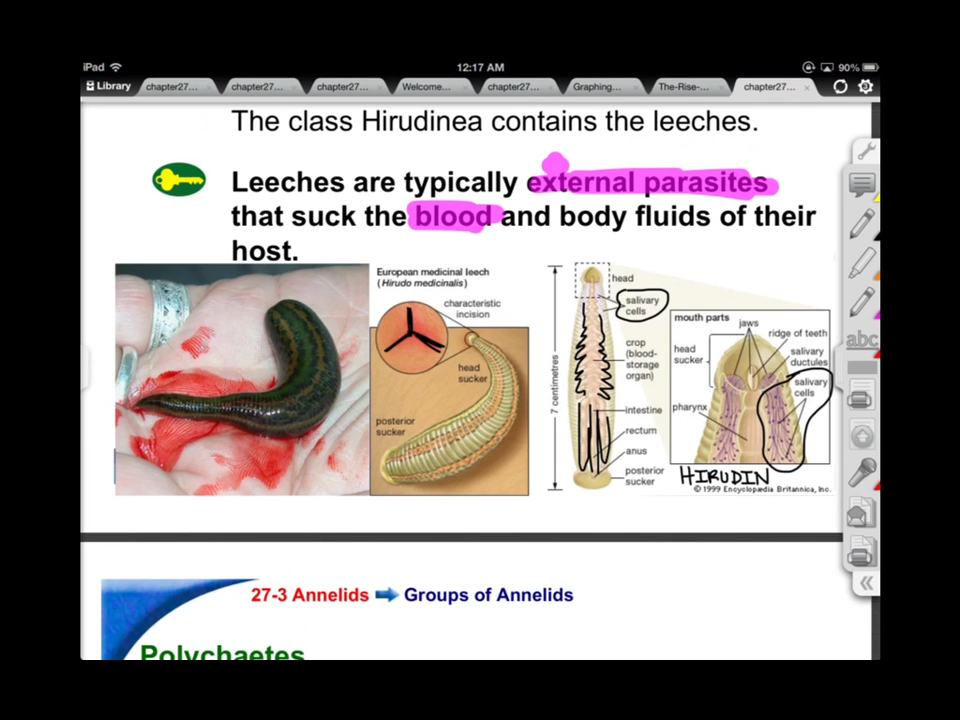 iPad
12:17 AM
90%
Library
chapter27...
chapter27...
chapter27...
Welcome...
chapter27...
Graphing...
The-Rise-...
chapter27...
The class Hirudinea contains the leeches.
Leeches are typically external parasites
that suck the blood and body fluids of their
host.
European medicinal leech
(Hirudo medicinalis)
characteristic
incision
head
sucker
posterior
sucker
7 centimetres
head
salivary
cells
crop
(blood-
storage
organ)
intestine
rectum
anus
posterior
sucker
mouth parts
jaws
ridge of teeth
head
sucker
salivary
ductules
salivary
cells
pharynx
HIRUDIN
© 1999 Encyclopædia Britannica, Inc.
abc
27-3 Annelids
Groups of Annelids
Polychaetes